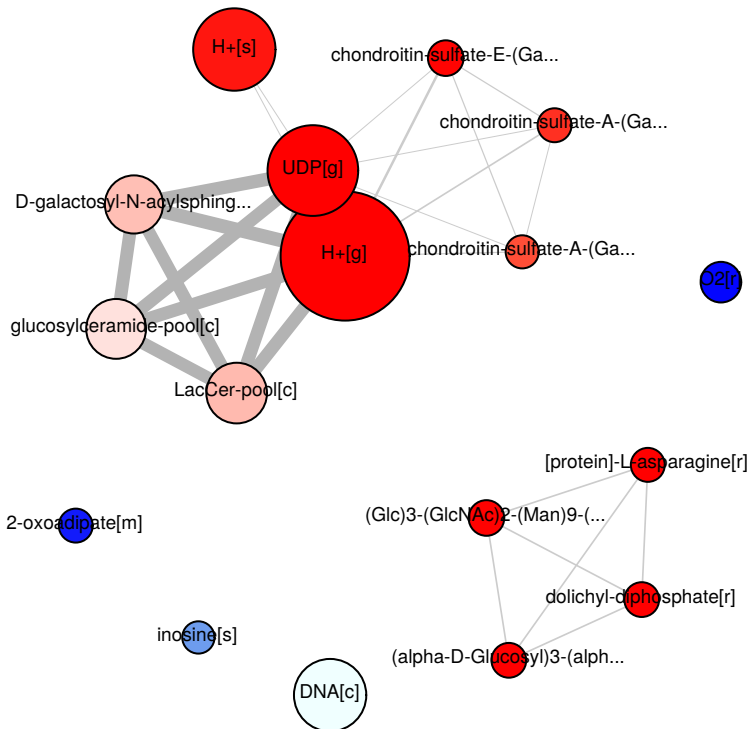 H+[s]
chondroitin-sulfate-E-(Ga...
chondroitin-sulfate-A-(Ga...
UDP[g]
D-galactosyl-N-acylsphing...
H+[g]
chondroitin-sulfate-A-(Ga...
O2[r]
glucosylceramide-pool[c]
LacCer-pool[c]
[protein]-L-asparagine[r]
(Glc)3-(GlcNAc)2-(Man)9-(...
2-oxoadipate[m]
dolichyl-diphosphate[r]
inosine[s]
(alpha-D-Glucosyl)3-(alph...
DNA[c]